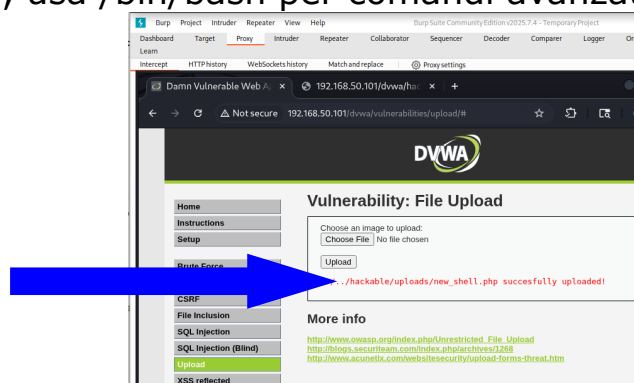 , usa /bin/bash per comandi avanza
Burp Project Intruder Repeater View Help Burp Suite Community Edition v2025.7.4 - Temporary Project
Dashboard Target Proxy Intruder Repeater Collaborator Sequencer Decoder Comparer Logger
Learn
Intercept HTTP history WebSockets history Match and replace Proxy settings
Damn Vulnerable Web A 192.168.50.101/dvwa/ha
Not secure 192.168.50.101/dvwa/vulnerabilities/upload/#
DVWA
Vulnerability: File Upload
Home
Instructions
Setup
Brute Force
CSRF
File Inclusion
SQL Injection
SQL Injection (Blind)
Upload
XSS reflected
Choose an image to upload:
Choose File No file chosen
Upload
../hackable/uploads/new_shell.php succesfully uploaded!
More info
http://www.owasp.org/index.php/Unrestricted_File_Upload
http://blogs.securiteam.com/index.php/archives/1268
http://www.acunetix.com/websitesecurity/upload-forms-threat.htm